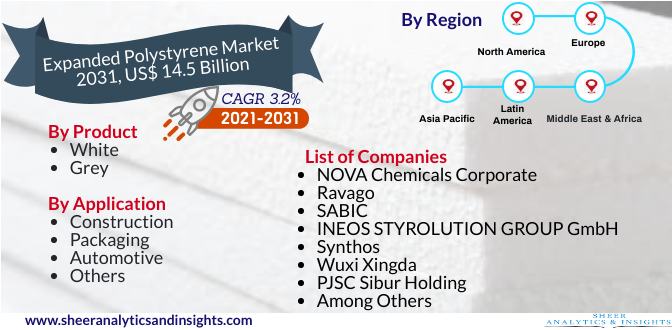 Expanded Polystyrene Market
2031, US$ 14.5 Billion
CAGR 3.2%
2021-2031
By Region
North America
Europe
Asia Pacific
Latin
America
Middle East & Africa
By Product
• White
• Grey
By Application
• Construction
• Packaging
• Automotive
• Others
List of Companies
• NOVA Chemicals Corporate
• Ravago
• SABIC
• INEOS STYROLUTION GROUP GmbH
• Synthos
• Wuxi Xingda
• PJSC Sibur Holding
• Among Others
www.sheeranalyticsandinsights.com
SHEER
ANALYTICS & INSIGHTS